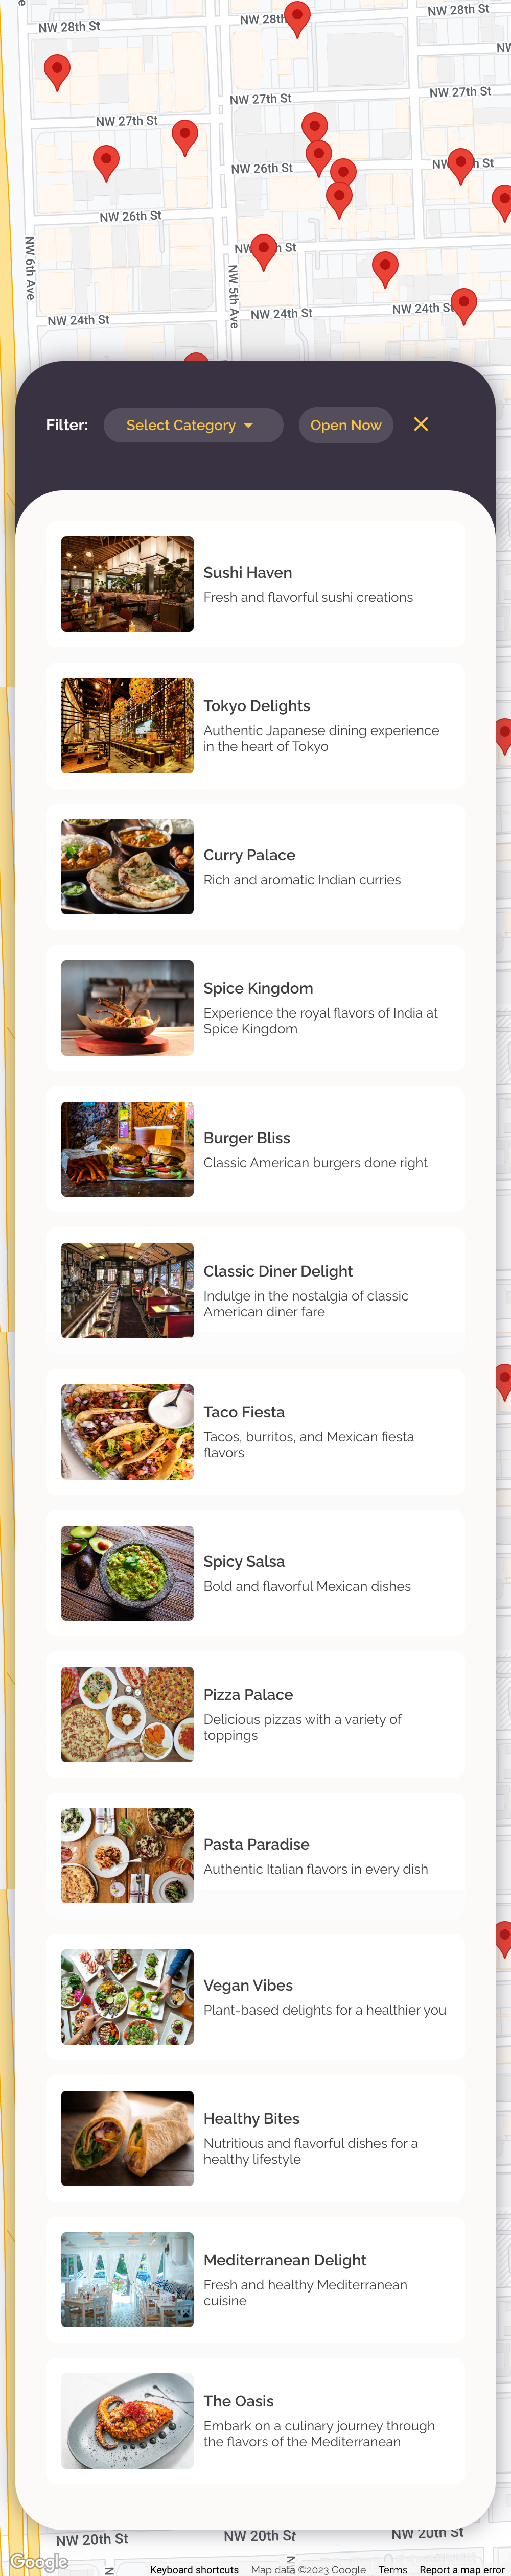 NW 28th St
NW 28th
NW 28th St
NW 27th St
NW 27th St
NW 27th St
NW 26th St
NW 26th St
NW 6th Ave
NW 5th Ave
NW 24th St
NW 24th St
NW 24th St
Filter:
Select Category
Open Now
Sushi Haven
Fresh and flavorful sushi creations
Tokyo Delights
Authentic Japanese dining experience
in the heart of Tokyo
Curry Palace
Rich and aromatic Indian curries
Spice Kingdom
Experience the royal flavors of India at
Spice Kingdom
Burger Bliss
Classic American burgers done right
Classic Diner Delight
Indulge in the nostalgia of classic
American diner fare
Taco Fiesta
Tacos, burritos, and Mexican fiesta
flavors
Spicy Salsa
Bold and flavorful Mexican dishes
Pizza Palace
Delicious pizzas with a variety of
toppings
Pasta Paradise
Authentic Italian flavors in every dish
Vegan Vibes
Plant-based delights for a healthier you
Healthy Bites
Nutritious and flavorful dishes for a
healthy lifestyle
Mediterranean Delight
Fresh and healthy Mediterranean
cuisine
The Oasis
Embark on a culinary journey through
the flavors of the Mediterranean
NW 20th St
NW 20th St
NW 20th St
Google
Keyboard shortcuts
Map data ©2023 Google
Terms
Report a map error